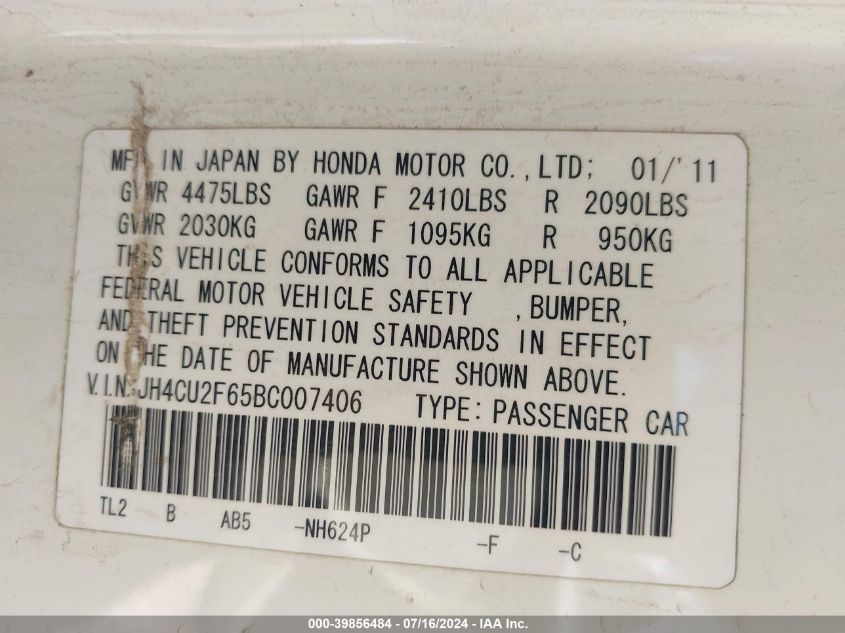 MFD IN JAPAN BY HONDA MOTOR CO.,LTD; 01/'11
GVWR 4475LBS GAWR F 2410LBS R 2090LBS
GVWR 2030KG GAWR F 1095KG R 950KG
THIS VEHICLE CONFORMS TO ALL APPLICABLE
FEDERAL MOTOR VEHICLE SAFETY ,BUMPER,
AND THEFT PREVENTION STANDARDS IN EFFECT
ON THE DATE OF MANUFACTURE SHOWN ABOVE.
V.I.N:JH4CU2F65BC007406 TYPE: PASSENGER CAR
TL2 B AB5 -NH624P -F -C
000-39856484 - 07/16/2024 - IAA Inc.